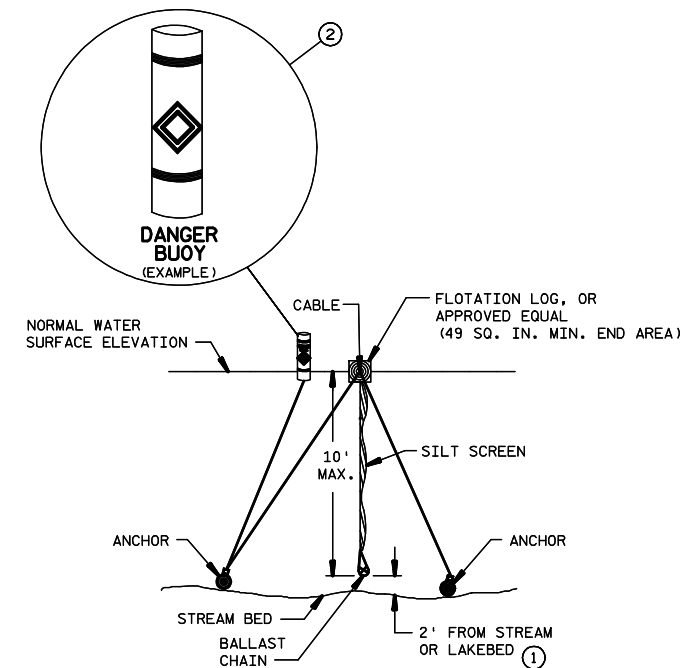 2
DANGER
BUOY
(EXAMPLE)
CABLE
FLOTATION LOG, OR
APPROVED EQUAL
(49 SQ. IN. MIN. END AREA)
NORMAL WATER
SURFACE ELEVATION
10'
MAX.
SILT SCREEN
ANCHOR
ANCHOR
STREAM BED
BALLAST
CHAIN
2' FROM STREAM
OR LAKEBED 1